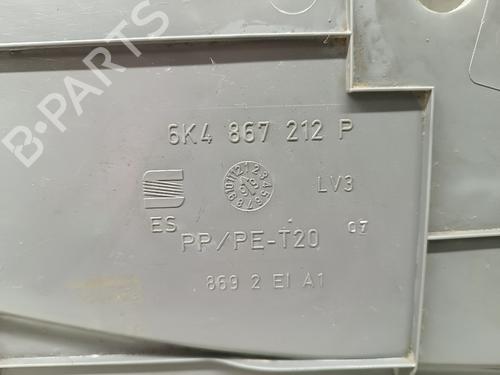 B-PARTS
6K4 867 212 P
LV3
ES
07
PP/PE-T20
869 2 EI A1